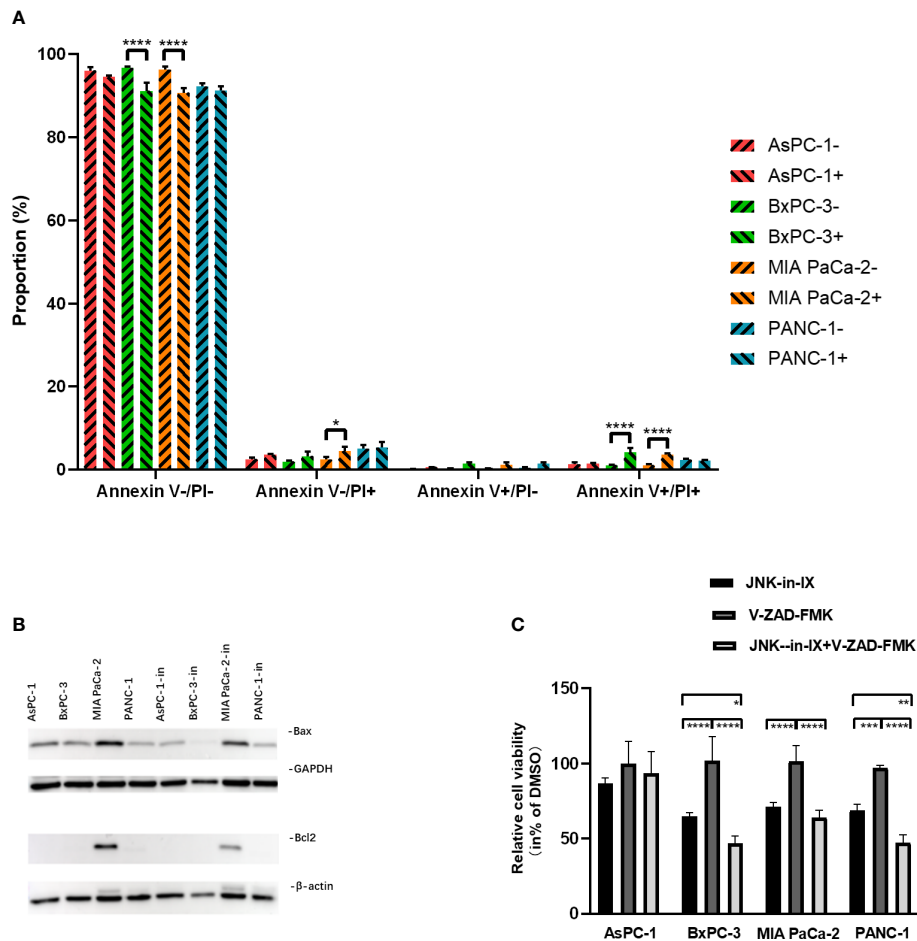 A
****
****
100
80
60
40
20
0
Proportion (%)
*
****
****
Annexin V-/PI-
Annexin V-/PI+
Annexin V+/PI-
Annexin V+/PI+
AsPC-1-
AsPC-1+
BxPC-3-
BxPC-3+
MIA PaCa-2-
MIA PaCa-2+
PANC-1-
PANC-1+
B
AsPC-1
BxPC-3
MIA PaCa-2
PANC-1
AsPC-1-in
BxPC-3-in
MIA PaCa-2-in
PANC-1-in
-Bax
-GAPDH
-Bcl2
-β-actin
C
JNK-in-IX
V-ZAD-FMK
JNK--in-IX+V-ZAD-FMK
Relative cell viability
（in% of DMSO）
150
100
50
0
*
****
****
****
****
**
***
****
AsPC-1
BxPC-3
MIA PaCa-2
PANC-1